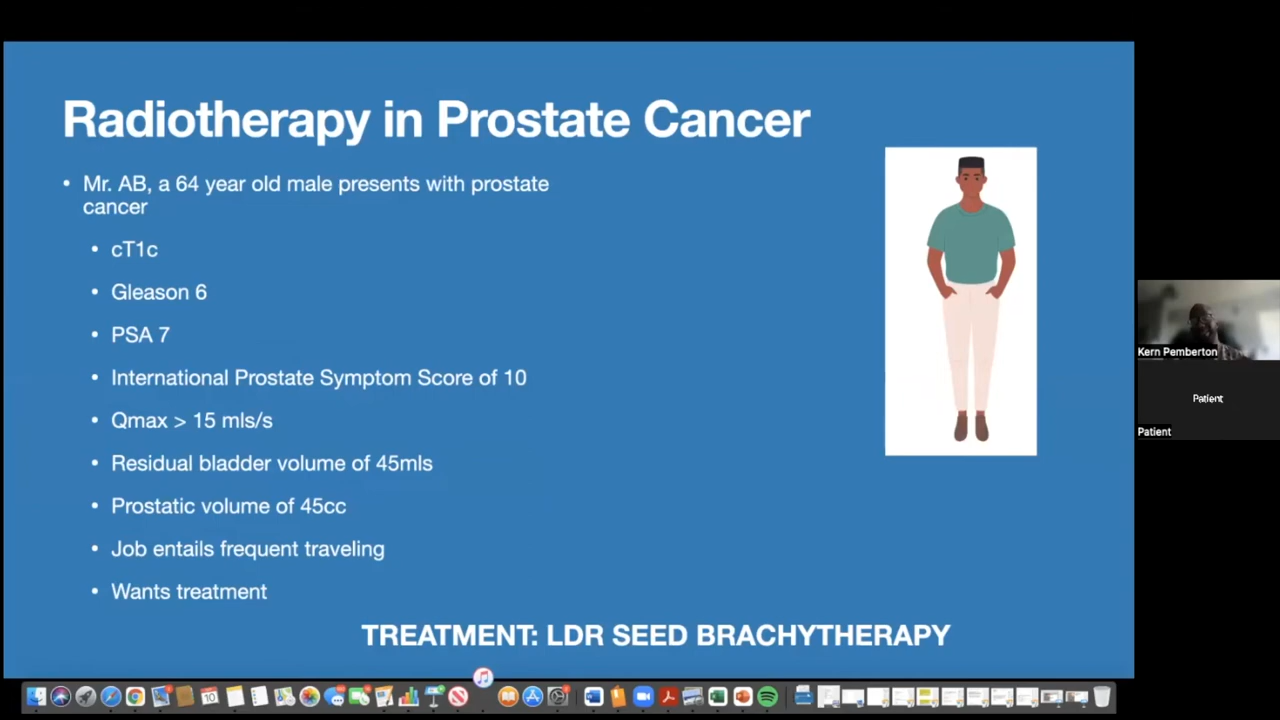 Radiotherapy in Prostate Cancer
• Mr. AB, a 64 year old male presents with prostate
cancer
• cT1c
• Gleason 6
• PSA 7
• International Prostate Symptom Score of 10
• Qmax > 15 mls/s
• Residual bladder volume of 45mls
• Prostatic volume of 45cc
• Job entails frequent traveling
• Wants treatment
TREATMENT: LDR SEED BRACHYTHERAPY
Kern Pemberton
Patient
Patient
10